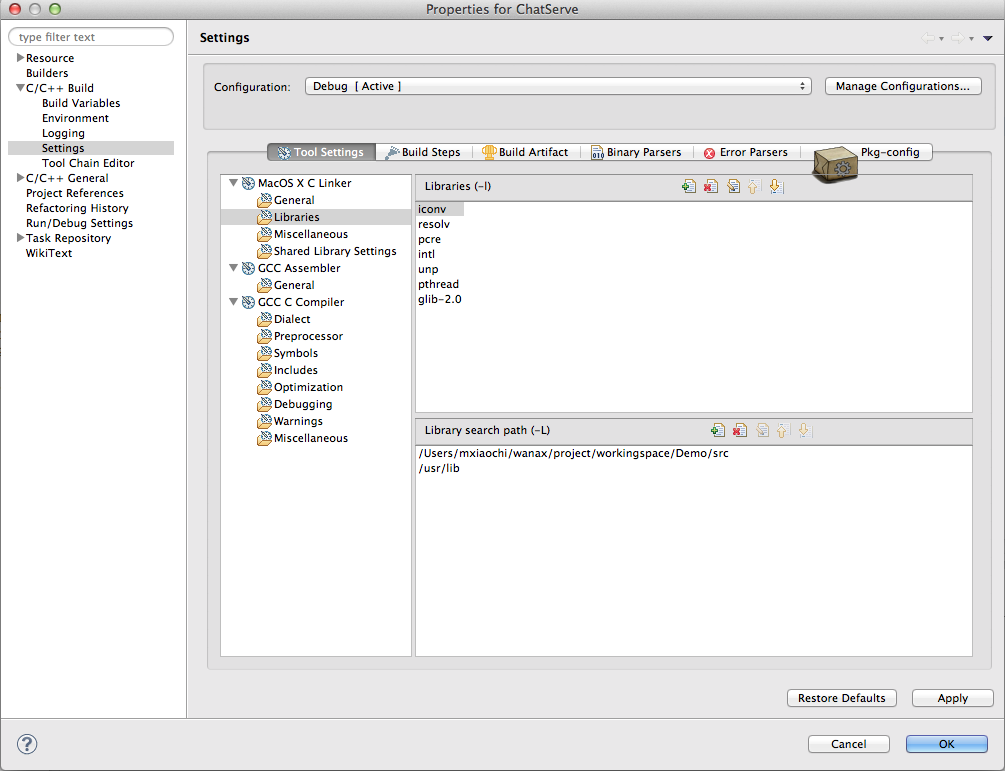 Properties for ChatServe
type filter text
Resource
Builders
C/C++ Build
Build Variables
Environment
Logging
Settings
Tool Chain Editor
C/C++ General
Project References
Refactoring History
Run/Debug Settings
Task Repository
WikiText
Settings
Configuration: Debug [ Active ] Manage Configurations...
Tool Settings Build Steps Build Artifact Binary Parsers Error Parsers Pkg-config
MacOS X C Linker
General
Libraries
Miscellaneous
Shared Library Settings
GCC Assembler
General
GCC C Compiler
Dialect
Preprocessor
Symbols
Includes
Optimization
Debugging
Warnings
Miscellaneous
Libraries (-l)
iconv
resolv
pcre
intl
unp
pthread
glib-2.0
Library search path (-L)
/Users/mxiaochi/wanax/project/workingspace/Demo/src
/usr/lib
Restore Defaults Apply
? Cancel OK